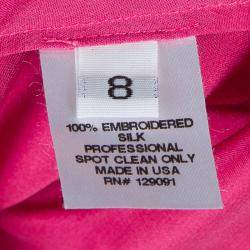 8
100% EMBROIDERED
SILK
PROFESSIONAL
SPOT CLEAN ONLY
MADE IN USA
RN# 129091